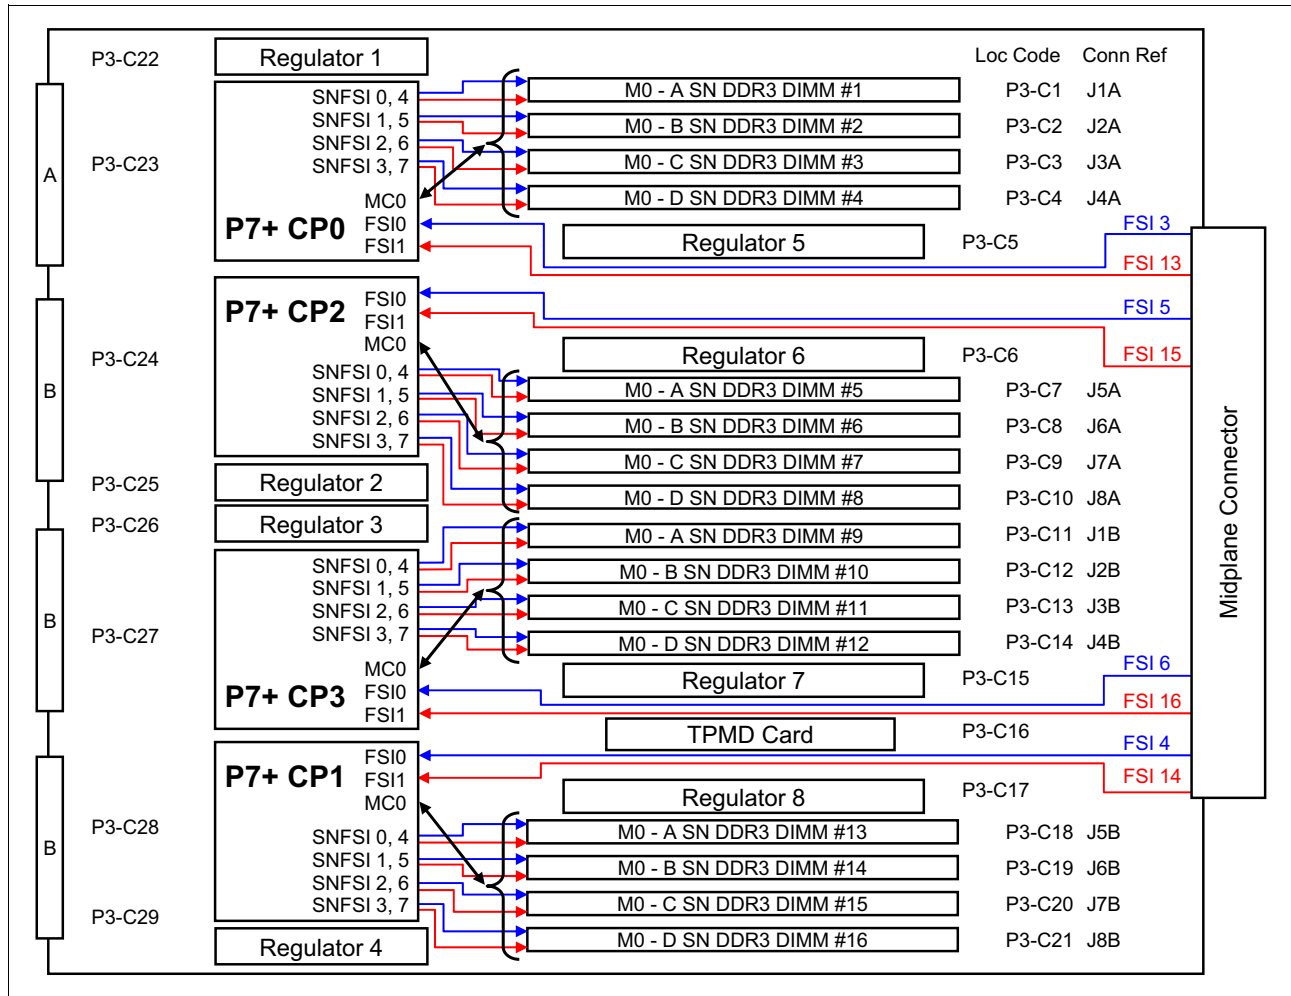 P3-C22
Regulator 1
Loc Code Conn Ref
SNFSI 0, 4
SNFSI 1, 5
SNFSI 2, 6
SNFSI 3, 7
MC0
P7+ CP0
FSI0
FSI1
A
P3-C23
M0 - A SN DDR3 DIMM #1 P3-C1 J1A
M0 - B SN DDR3 DIMM #2 P3-C2 J2A
M0 - C SN DDR3 DIMM #3 P3-C3 J3A
M0 - D SN DDR3 DIMM #4 P3-C4 J4A
Regulator 5 P3-C5
FSI 3
FSI 13
P7+ CP2
FSI0
FSI1
MC0
SNFSI 0, 4
SNFSI 1, 5
SNFSI 2, 6
SNFSI 3, 7
FSI 5
FSI 15
P3-C24
B
Regulator 6 P3-C6
M0 - A SN DDR3 DIMM #5 P3-C7 J5A
M0 - B SN DDR3 DIMM #6 P3-C8 J6A
M0 - C SN DDR3 DIMM #7 P3-C9 J7A
M0 - D SN DDR3 DIMM #8 P3-C10 J8A
Midplane Connector
P3-C25
Regulator 2
P3-C26
Regulator 3
SNFSI 0, 4
SNFSI 1, 5
SNFSI 2, 6
SNFSI 3, 7
MC0
P7+ CP3
FSI0
FSI1
B
P3-C27
M0 - A SN DDR3 DIMM #9 P3-C11 J1B
M0 - B SN DDR3 DIMM #10 P3-C12 J2B
M0 - C SN DDR3 DIMM #11 P3-C13 J3B
M0 - D SN DDR3 DIMM #12 P3-C14 J4B
Regulator 7 P3-C15
FSI 6
FSI 16
TPMD Card P3-C16
FSI 4
FSI 14
P7+ CP1
FSI0
FSI1
MC0
SNFSI 0, 4
SNFSI 1, 5
SNFSI 2, 6
SNFSI 3, 7
Regulator 8 P3-C17
P3-C28
B
M0 - A SN DDR3 DIMM #13 P3-C18 J5B
M0 - B SN DDR3 DIMM #14 P3-C19 J6B
M0 - C SN DDR3 DIMM #15 P3-C20 J7B
M0 - D SN DDR3 DIMM #16 P3-C21 J8B
P3-C29
Regulator 4